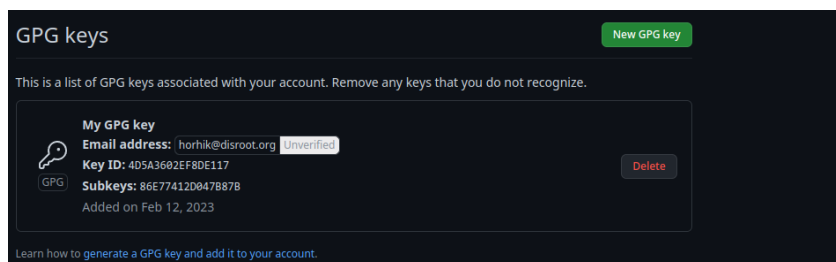 GPG keys
New GPG key
This is a list of GPG keys associated with your account. Remove any keys that you do not recognize.
My GPG key
Email address: horhik@disroot.org Unverified
Key ID: 4D5A3602EF8DE117
GPG
Subkeys: 86E77412D047B87B
Delete
Added on Feb 12, 2023
Learn how to generate a GPG key and add it to your account.